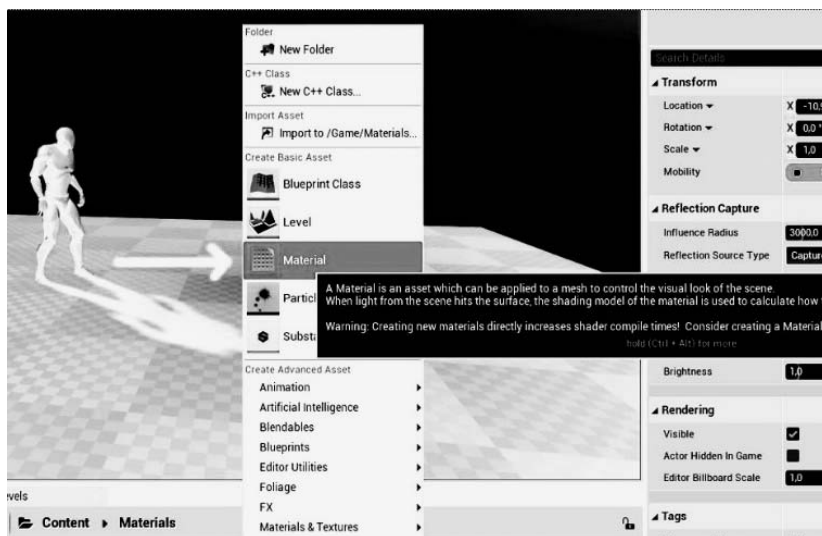 Folder
New Folder
C++ Class
New C++ Class...
Import Asset
Import to /Game/Materials...
Create Basic Asset
Blueprint Class
Level
Material
A Material is an asset which can be applied to a mesh to control the visual look of the scene.
When light from the scene hits the surface, the shading model of the material is used to calculate how
Warning: Creating new materials directly increases shader compile times! Consider creating a Material
hold (Ctrl + Alt) for more
Create Advanced Asset
Animation
Artificial Intelligence
Blendables
Blueprints
Editor Utilities
Foliage
FX
Materials & Textures
Content
Materials
Search Details
Transform
Location X -10,
Rotation X 0,0 °
Scale X 1,0
Mobility
Reflection Capture
Influence Radius 3000,0
Reflection Source Type Capture
Brightness 1,0
Rendering
Visible
Actor Hidden In Game
Editor Billboard Scale 1,0
Tags